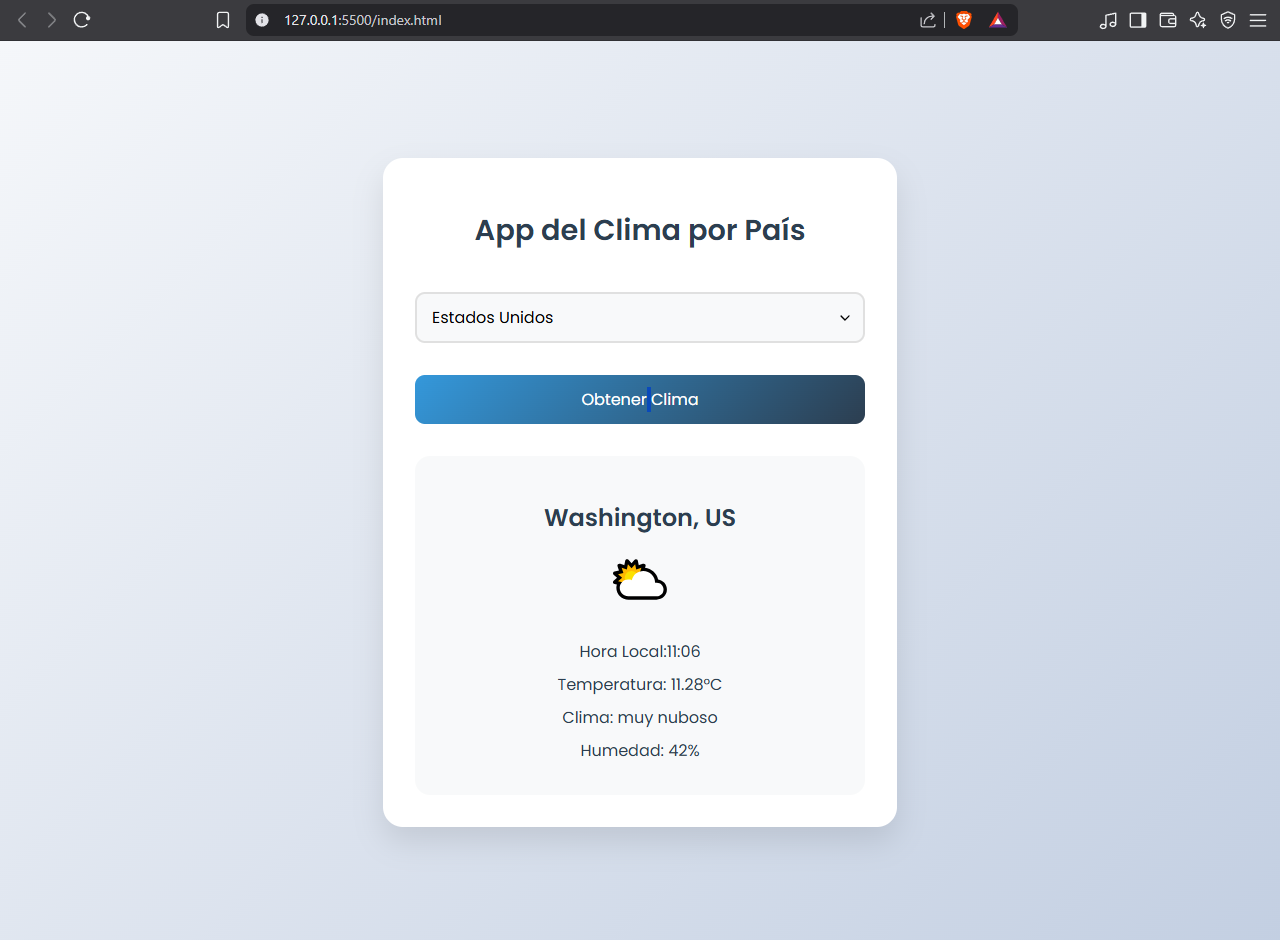 127.0.0.1:5500/index.html
App del Clima por País
Estados Unidos
Obtener Clima
Washington, US
Hora Local:11:06
Temperatura: 11.28°C
Clima: muy nuboso
Humedad: 42%